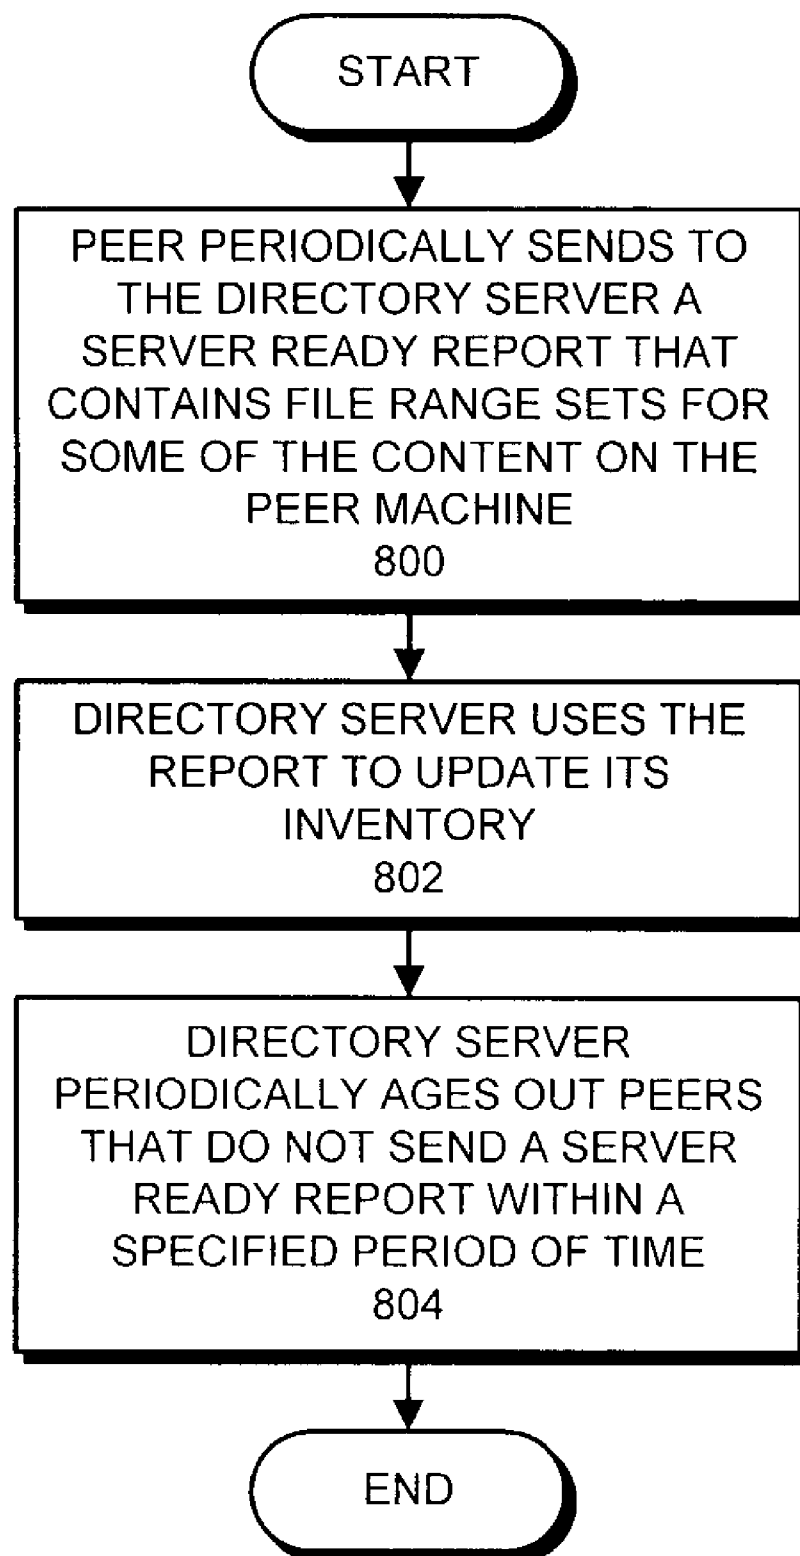 START
PEER PERIODICALLY SENDS TO
THE DIRECTORY SERVER A
SERVER READY REPORT THAT
CONTAINS FILE RANGE SETS FOR
SOME OF THE CONTENT ON THE
PEER MACHINE
800
DIRECTORY SERVER USES THE
REPORT TO UPDATE ITS
INVENTORY
802
DIRECTORY SERVER
PERIODICALLY AGES OUT PEERS
THAT DO NOT SEND A SERVER
READY REPORT WITHIN A
SPECIFIED PERIOD OF TIME
804
END